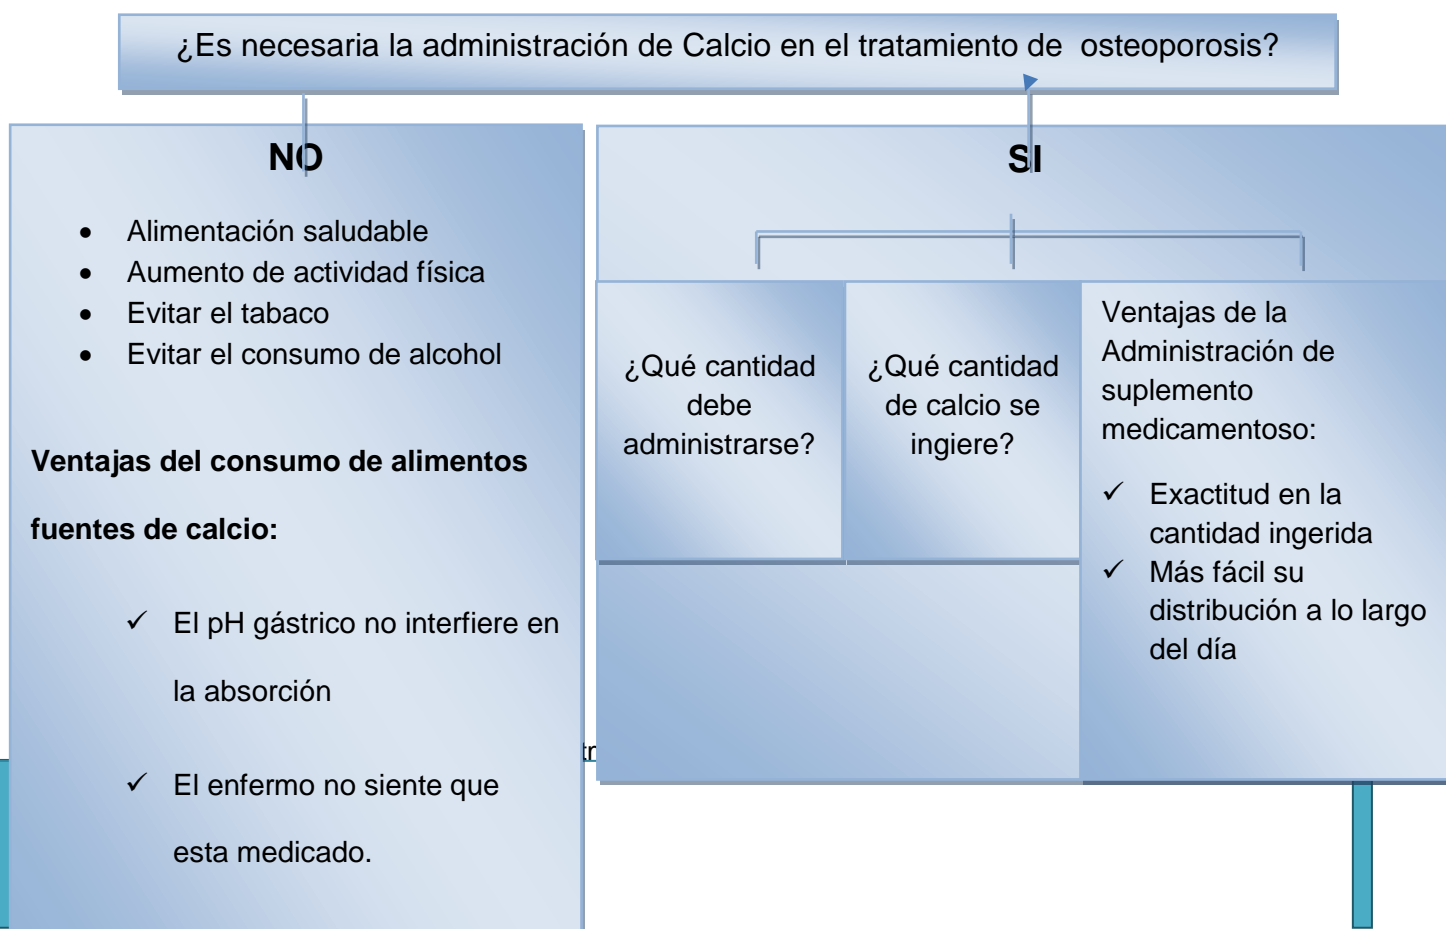 ¿Es necesaria la administración de Calcio en el tratamiento de  osteoporosis?
NO
• Alimentación saludable
• Aumento de actividad física
• Evitar el tabaco
• Evitar el consumo de alcohol
Ventajas del consumo de alimentos
fuentes de calcio:
✓ El pH gástrico no interfiere en
la absorción
✓ El enfermo no siente que
esta medicado.
SI
¿Qué cantidad
debe
administrarse?
¿Qué cantidad
de calcio se
ingiere?
Ventajas de la
Administración de
suplemento
medicamentoso:
✓ Exactitud en la
cantidad ingerida
✓ Más fácil su
distribución a lo largo
del día